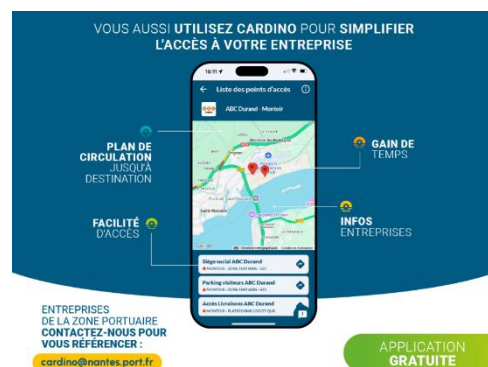 VOUS AUSSI UTILISEZ CARDINO POUR SIMPLIFIER
L'ACCÈS À VOTRE ENTREPRISE
Liste des points d'accès
ABC Durand - Montoir
PLAN DE
CIRCULATION
JUSQU'À
DESTINATION
GAIN DE
TEMPS
FACILITÉ
D'ACCÈS
INFOS
ENTREPRISES
Siège social ABC Durand
Parking visiteurs ABC Durand
Accès Livraisons ABC Durand
ENTREPRISES
DE LA ZONE PORTUAIRE
CONTACTEZ-NOUS POUR
VOUS RÉFÉRENCER :
cardino@nantes.port.fr
APPLICATION
GRATUITE